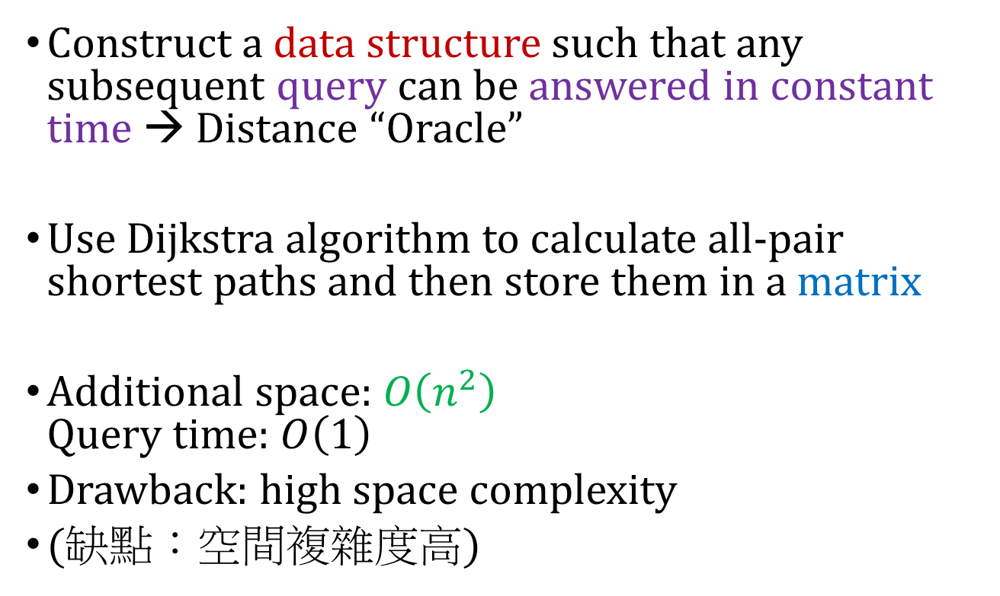 • Construct a data structure such that any
subsequent query can be answered in constant
time → Distance “Oracle”
• Use Dijkstra algorithm to calculate all-pair
shortest paths and then store them in a matrix
• Additional space: O(n²)
Query time: O(1)
• Drawback: high space complexity
• (缺點：空間複雜度高)